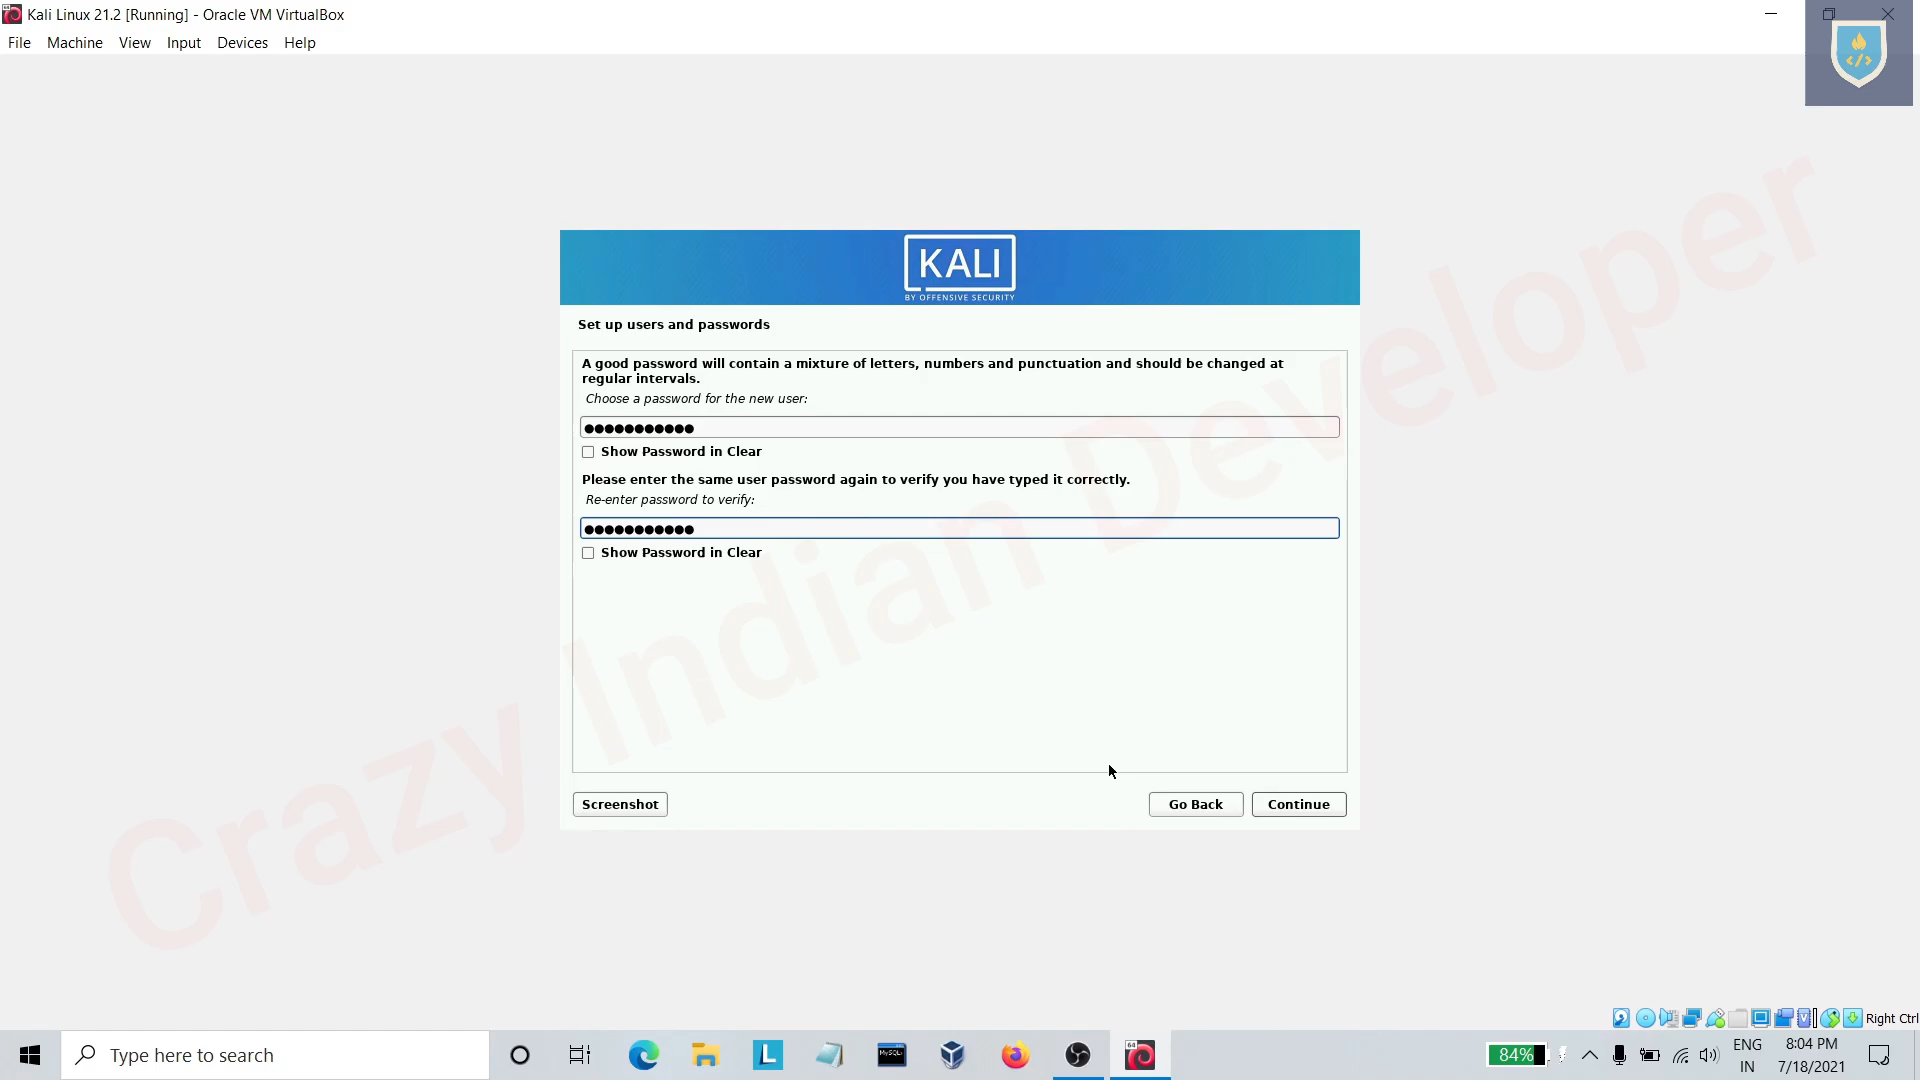 Kali Linux 21.2 [Running] - Oracle VM VirtualBox
File Machine View Input Devices Help
KALI
BY OFFENSIVE SECURITY
Set up users and passwords
A good password will contain a mixture of letters, numbers and punctuation and should be changed at
regular intervals.
Choose a password for the new user:
●●●●●●●●●●●
Show Password in Clear
Please enter the same user password again to verify you have typed it correctly.
Re-enter password to verify:
●●●●●●●●●●●
Show Password in Clear
Crazy Indian Developer
Screenshot Go Back Continue
Right Ctrl
Type here to search
L
MySQL
64
84%
ENG
IN
8:04 PM
7/18/2021